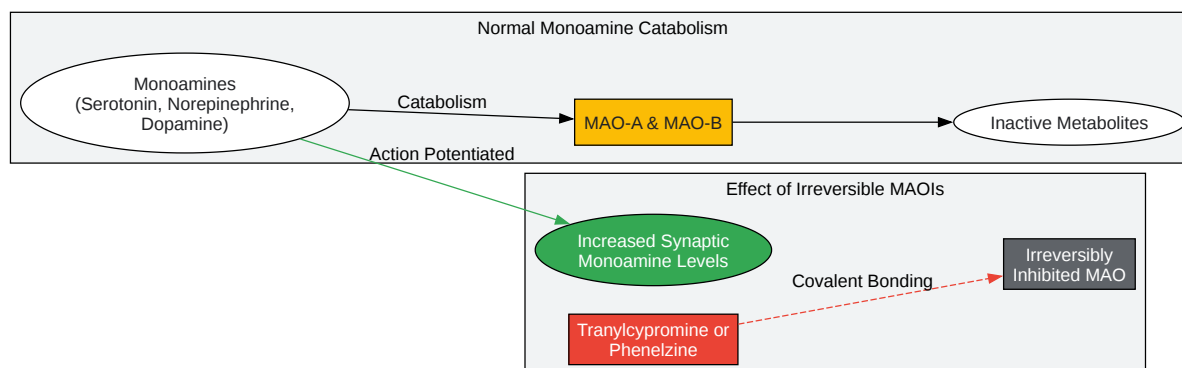 Normal Monoamine Catabolism
Monoamines
(Serotonin, Norepinephrine,
Dopamine)
Catabolism
MAO-A & MAO-B
Inactive Metabolites
Action Potentiated
Effect of Irreversible MAOIs
Increased Synaptic
Monoamine Levels
Irreversibly
Inhibited MAO
Covalent Bonding
Tranylcypromine or
Phenelzine